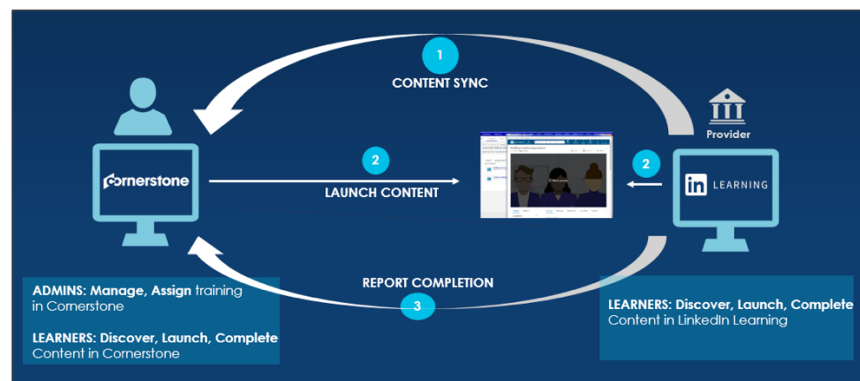 1
CONTENT SYNC
Provider
2
LAUNCH CONTENT
2
cornerstone
in LEARNING
REPORT COMPLETION
3
ADMINS: Manage, Assign training
in Cornerstone
LEARNERS: Discover, Launch, Complete
Content in Cornerstone
LEARNERS: Discover, Launch, Complete
Content in LinkedIn Learning